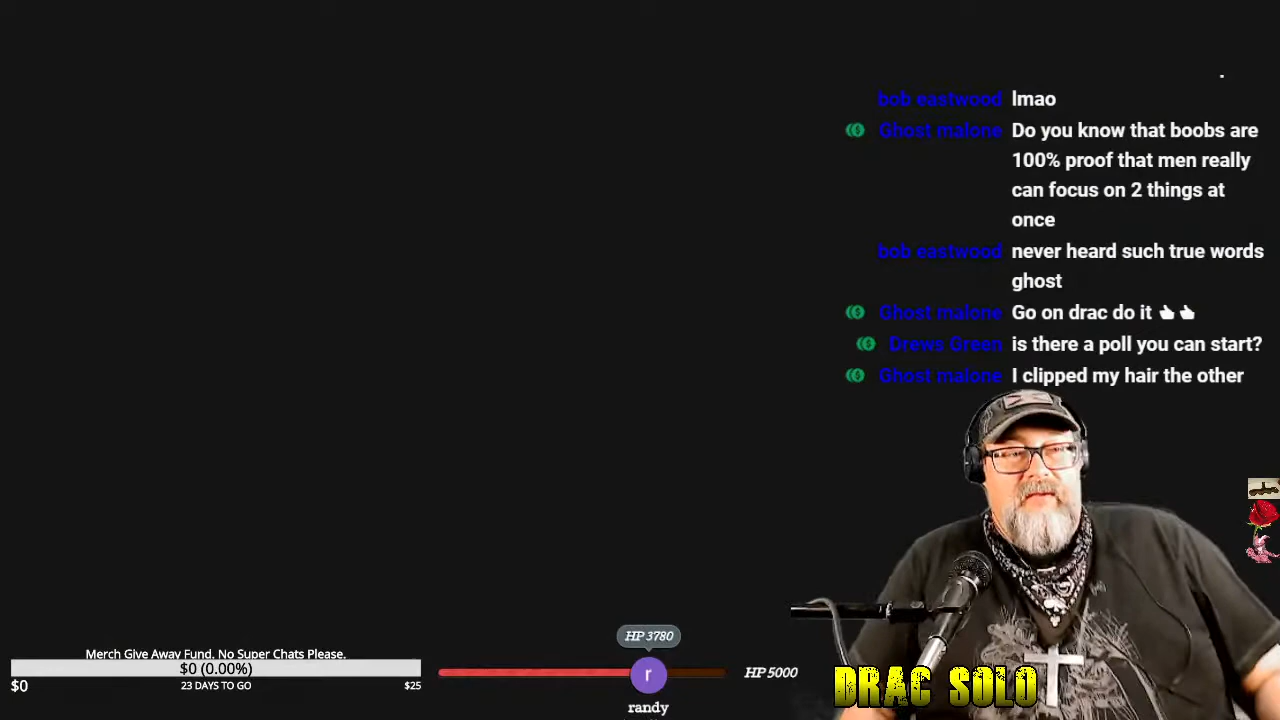 bob eastwood lmao
Ghost malone Do you know that boobs are
100% proof that men really
can focus on 2 things at
once
bob eastwood never heard such true words
ghost
Ghost malone Go on drac do it
Drews Green is there a poll you can start?
Ghost malone I clipped my hair the other
HP 3780
Merch Give Away Fund. No Super Chats Please.
$0 (0.00%)
$0 23 DAYS TO GO $25
r
HP 5000
randy
DRAC SOLO